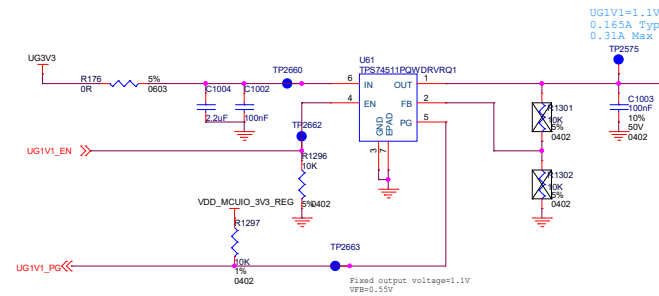 UG1V1=1.1V
0.165A Typ
0.31A Max
TP2575
UG3V3
R176
0R
5%
0603
C1004
2.2uF
C1002
100nF
TP2660
U61
TPS74511PQWDRVRQ1
6
IN
OUT
1
4
EN
FB
2
PG
5
GND
EPAD
3
7
R1301
10K
5%
0402
C1003
100nF
10%
50V
0402
TP2662
UG1V1_EN
R1296
10K
5%
0402
R1302
10K
5%
0402
VDD_MCUIO_3V3_REG
R1297
10K
1%
0402
TP2663
UG1V1_PG
Fixed output voltage=1.1V
VFB=0.55V